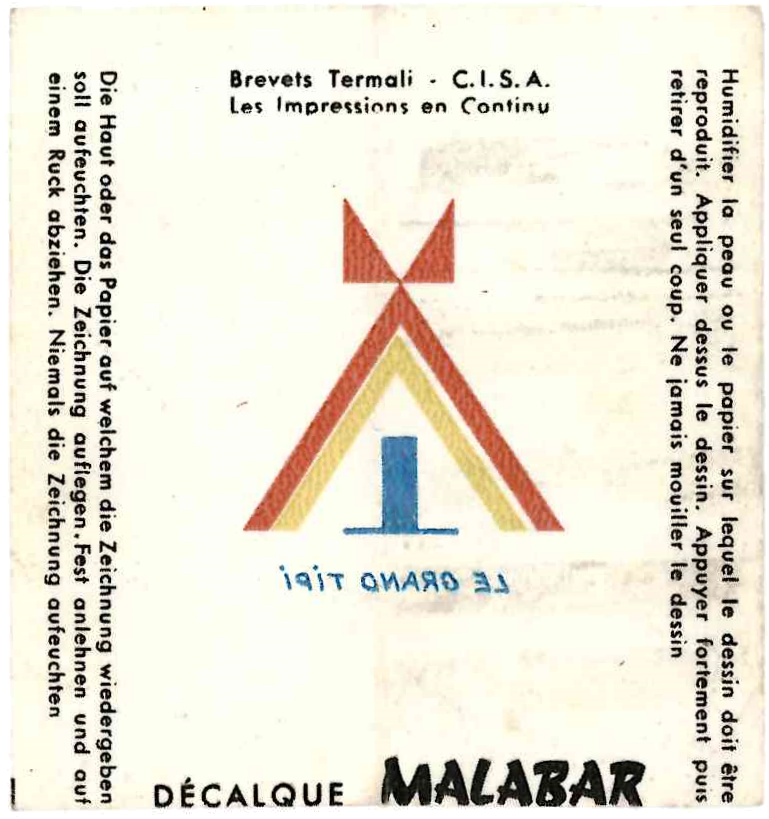 Brevets Termali - C.I.S.A.
Les Impressions en Continu
Humidifier la peau ou le papier sur lequel le dessin doit être
reproduit. Appliquer dessus le dessin. Appuyer fortement puis
retirer d'un seul coup. Ne jamais mouiller le dessin
LE GRAND TiPi
Die Haut oder das Papier auf welchem die Zeichnung wiedergeben
soll aufeuchten. Die Zeichnung auflegen. Fest anlehnen und auf
einem Ruck abziehen. Niemals die Zeichnung aufeuchten
DÉCALQUE MALABAR